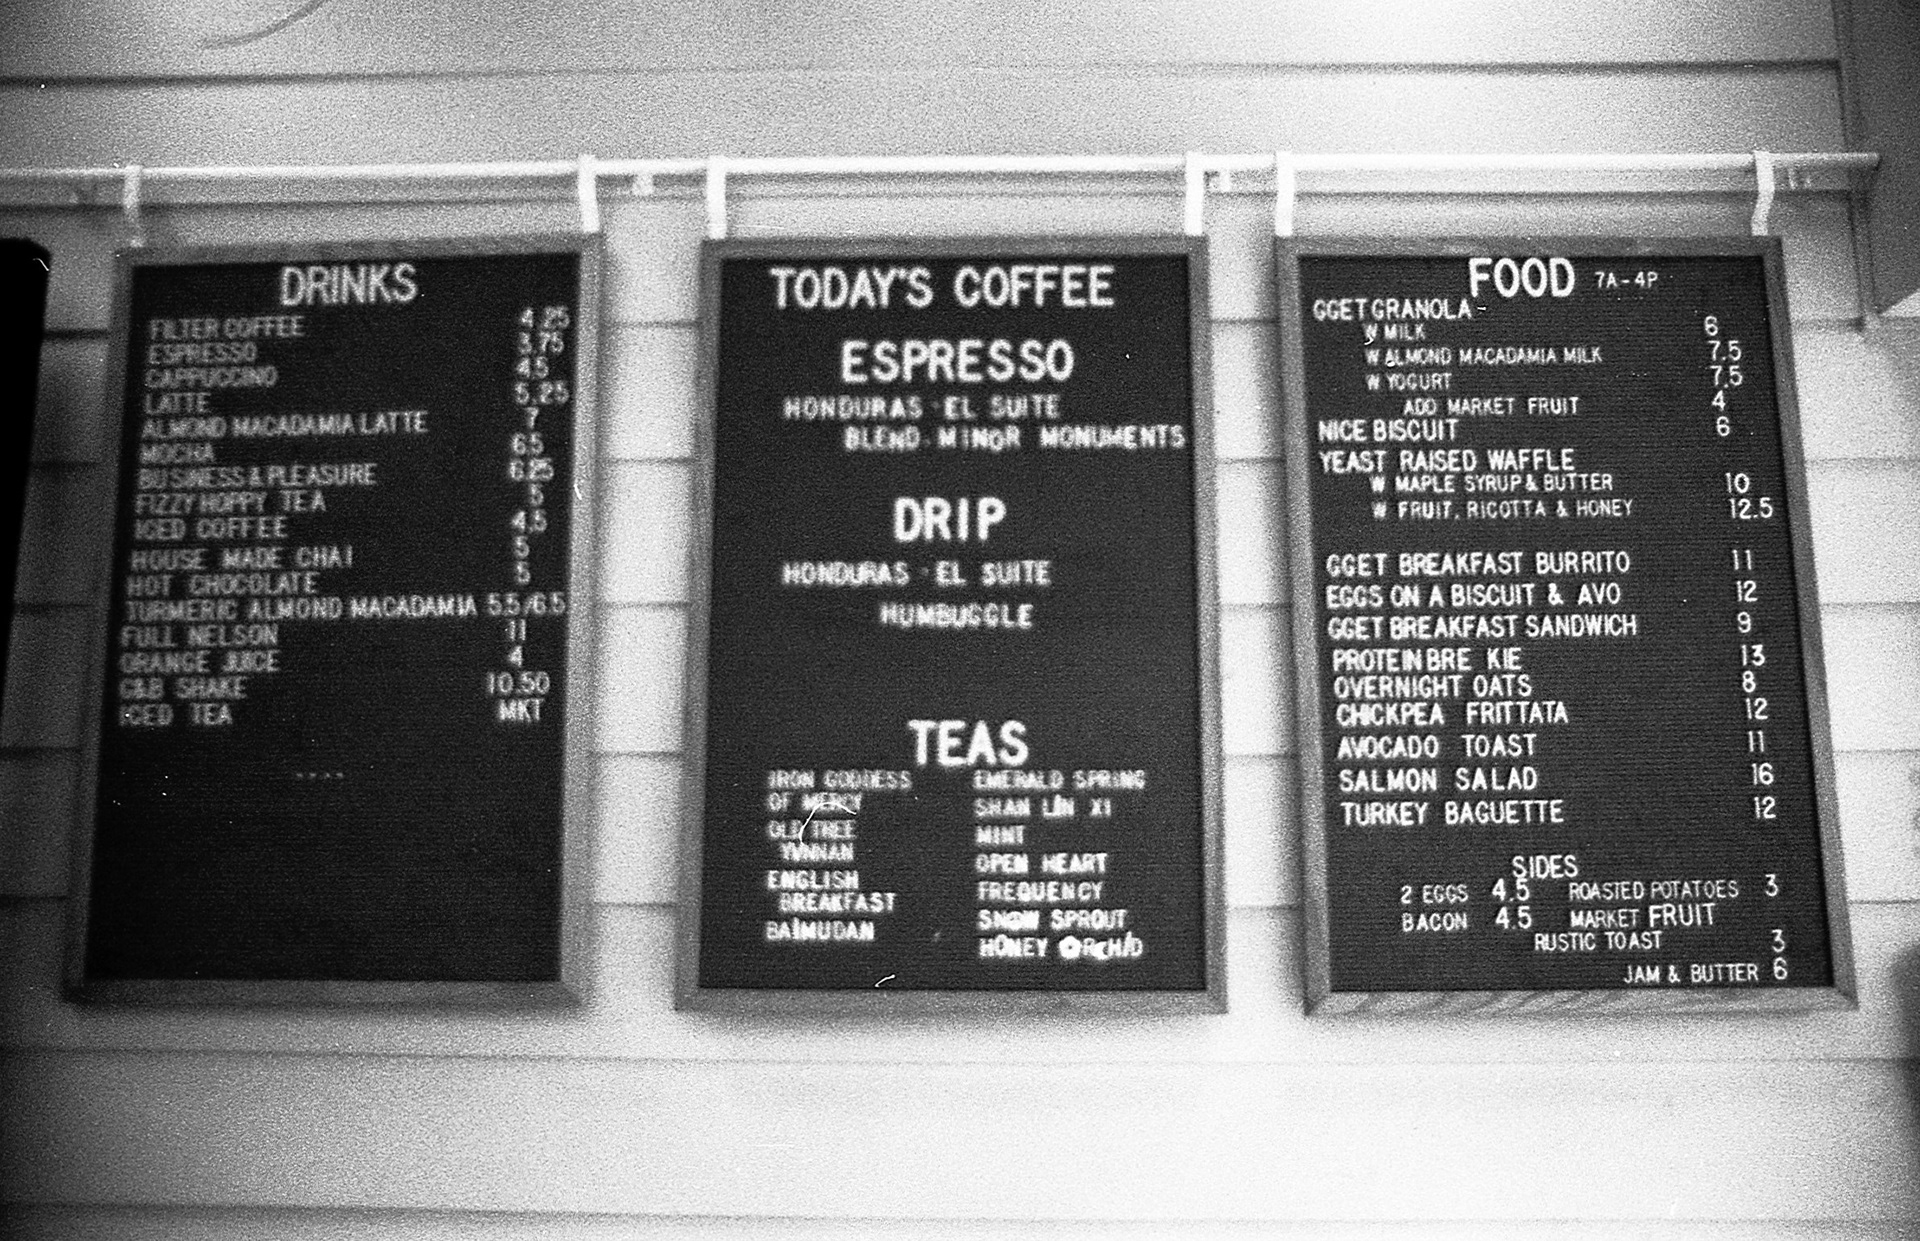 DRINKS
FILTER COFFEE 4.25
ESPRESSO 3.75
CAPPUCCINO 4.5
LATTE 5.25
ALMOND MACADAMIA LATTE 7
MOCHA 6.5
BUSINESS & PLEASURE 6.25
FIZZY HOPPY TEA 5
ICED COFFEE 4.5
HOUSE MADE CHAI 5
HOT CHOCOLATE 5
TURMERIC ALMOND MACADAMIA 5.5/6.5
FULL NELSON 11
ORANGE JUICE 4
G&B SHAKE 10.50
ICED TEA MKT
TODAY'S COFFEE
ESPRESSO
HONDURAS · EL SUITE
BLEND · MINOR MONUMENTS
DRIP
HONDURAS · EL SUITE
HUMBUGGLE
TEAS
IRON GODDESS
OF MERCY
OLD TREE
YUNNAN
ENGLISH
BREAKFAST
BAIMUDAN
EMERALD SPRING
SHAN LIN XI
MINT
OPEN HEART
FREQUENCY
SNOW SPROUT
HONEY ORCHID
FOOD 7A-4P
GGET GRANOLA -
W MILK 6
W ALMOND MACADAMIA MILK 7.5
W YOGURT 7.5
ADD MARKET FRUIT 4
NICE BISCUIT 6
YEAST RAISED WAFFLE
W MAPLE SYRUP & BUTTER 10
W FRUIT, RICOTTA & HONEY 12.5
GGET BREAKFAST BURRITO 11
EGGS ON A BISCUIT & AVO 12
GGET BREAKFAST SANDWICH 9
PROTEIN BRE KIE 13
OVERNIGHT OATS 8
CHICKPEA FRITTATA 12
AVOCADO TOAST 11
SALMON SALAD 16
TURKEY BAGUETTE 12
SIDES
2 EGGS 4.5 ROASTED POTATOES 3
BACON 4.5 MARKET FRUIT
RUSTIC TOAST 3
JAM & BUTTER 6